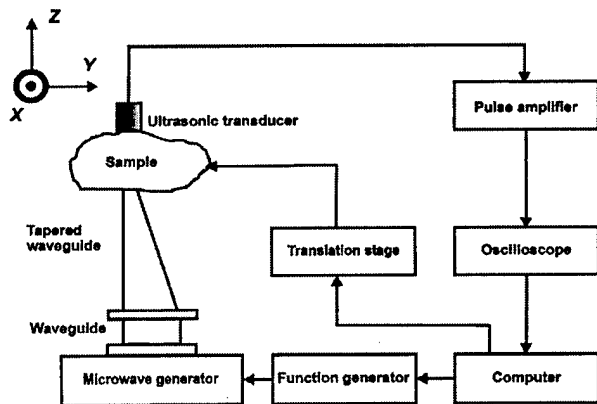 Z
Y
X
Ultrasonic transducer
Pulse amplifier
Sample
Tapered
waveguide
Translation stage
Oscilloscope
Waveguide
Microwave generator
Function generator
Computer